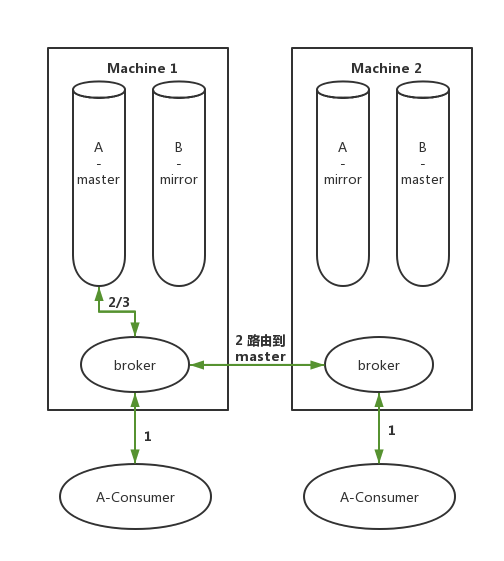 Machine 1
Machine 2
A
-
master
B
-
mirror
A
-
mirror
B
-
master
2/3
2 路由到
master
broker
broker
1
1
A-Consumer
A-Consumer